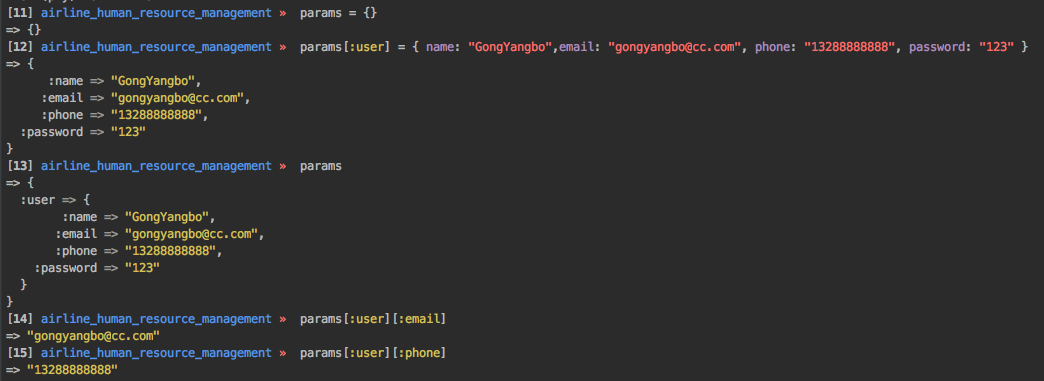 [11] airline_human_resource_management »  params = {}
=> {}
[12] airline_human_resource_management »  params[:user] = { name: "GongYangbo",email: "gongyangbo@cc.com", phone: "13288888888", password: "123" }
=> {
      :name => "GongYangbo",
     :email => "gongyangbo@cc.com",
     :phone => "13288888888",
  :password => "123"
}
[13] airline_human_resource_management »  params
=> {
  :user => {
        :name => "GongYangbo",
       :email => "gongyangbo@cc.com",
       :phone => "13288888888",
    :password => "123"
  }
}
[14] airline_human_resource_management »  params[:user][:email]
=> "gongyangbo@cc.com"
[15] airline_human_resource_management »  params[:user][:phone]
=> "13288888888"